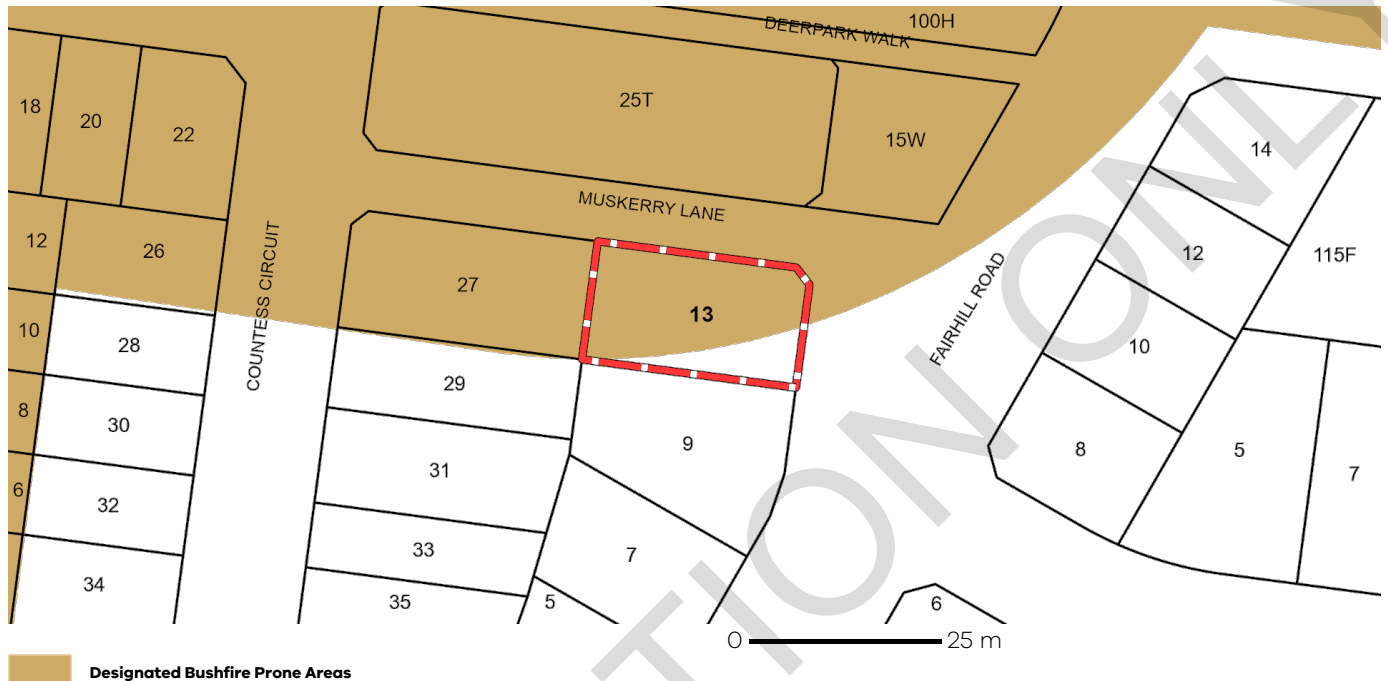 100H
DEERPARK WALK
25T
18
20
22
15W
14
MUSKERRY LANE
12
26
COUNTESS CIRCUIT
27
13
12
115F
FAIRHILL ROAD
10
28
29
10
8
30
31
9
8
5
7
6
32
33
7
34
35
5
6
0 25 m
Designated Bushfire Prone Areas
TION ONL